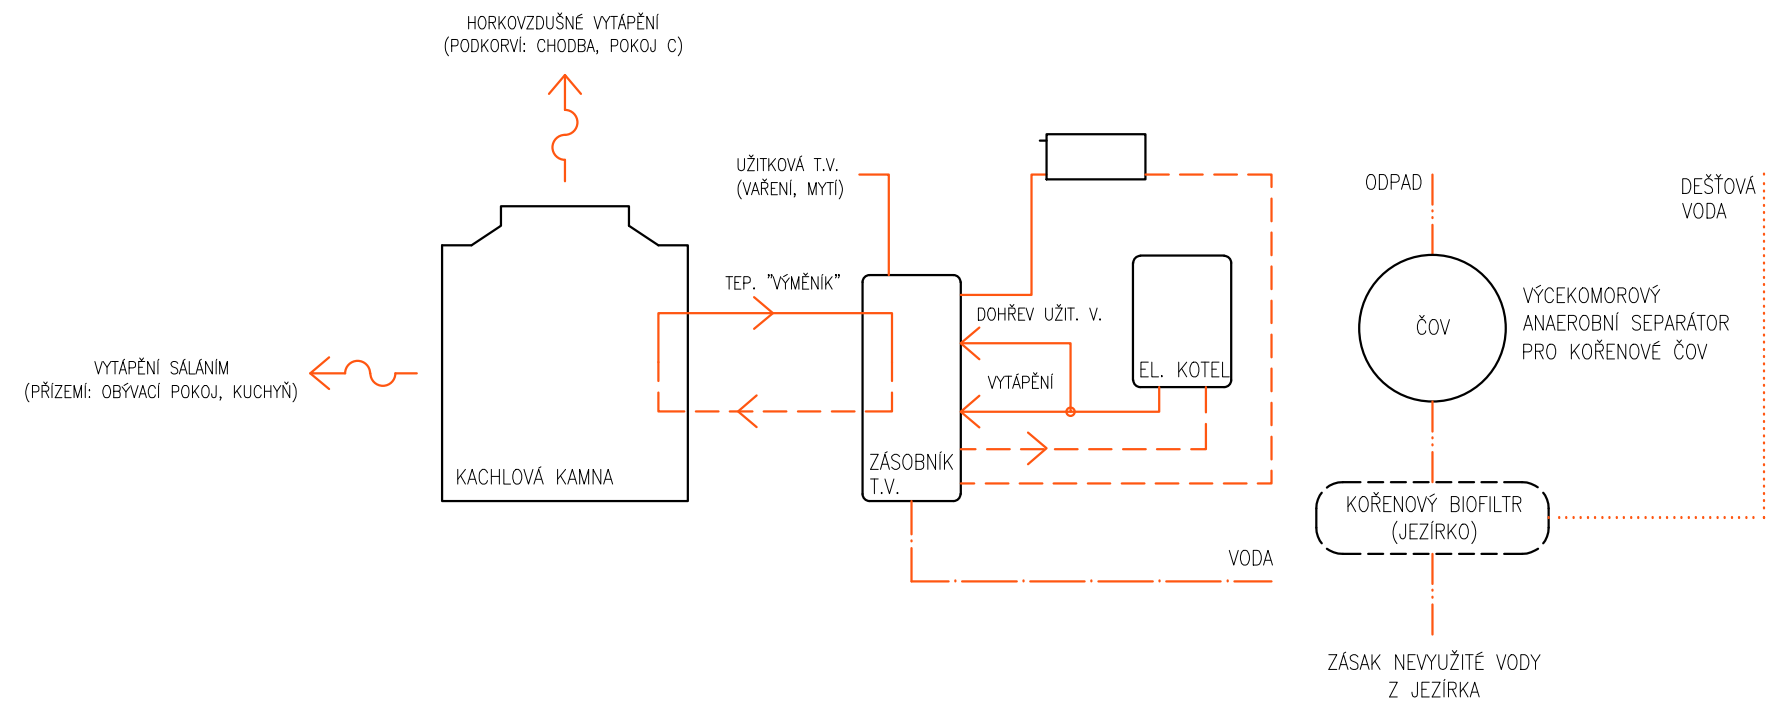 HORKOVZDUŠNÉ VYTÁPĚNÍ
(PODKORVÍ: CHODBA, POKOJ C)
UŽITKOVÁ T.V.
(VAŘENÍ, MYTÍ)
TEP. "VÝMĚNÍK"
DOHŘEV UŽIT. V.
VYTÁPĚNÍ
EL. KOTEL
VYTÁPĚNÍ SÁLÁNÍM
(PŘÍZEMÍ: OBÝVACÍ POKOJ, KUCHYŇ)
KACHLOVÁ KAMNA
ZÁSOBNÍK
T.V.
VODA
ODPAD
DEŠŤOVÁ
VODA
ČOV
VÝCEKOMOROVÝ
ANAEROBNÍ SEPARÁTOR
PRO KOŘENOVÉ ČOV
KOŘENOVÝ BIOFILTR
(JEZÍRKO)
ZÁSAK NEVYUŽITÉ VODY
Z JEZÍRKA